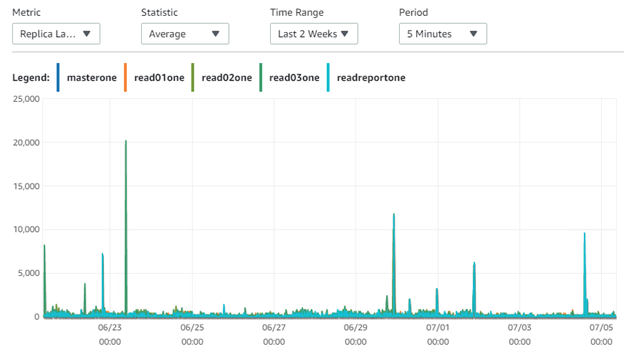 Metric Statistic Time Range Period
Replica La... Average Last 2 Weeks 5 Minutes
Legend: masterone read01one read02one read03one readreportone
25,000
20,000
15,000
10,000
5,000
0
06/23 06/25 06/27 06/29 07/01 07/03 07/05
00:00 00:00 00:00 00:00 00:00 00:00 00:00